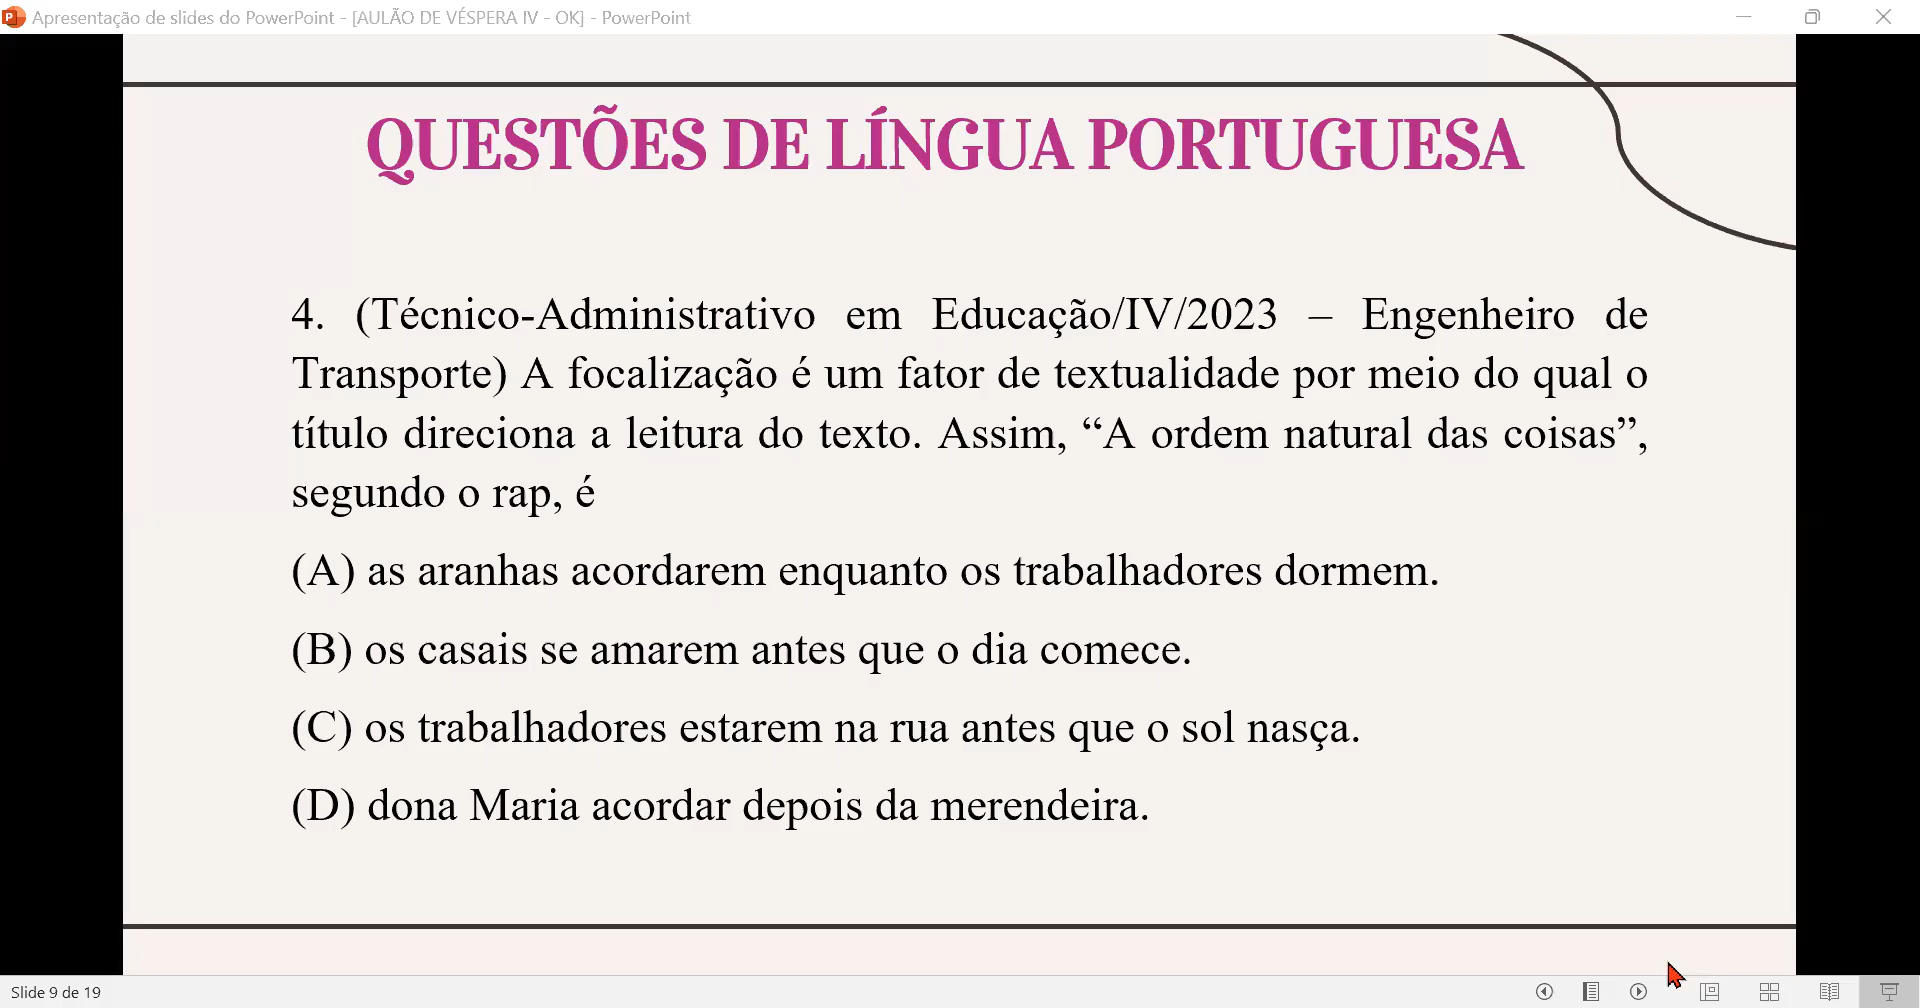 Apresentação de slides do PowerPoint - [AULÃO DE VÉSPERA IV - OK] - PowerPoint
QUESTÕES DE LÍNGUA PORTUGUESA
4. (Técnico-Administrativo em Educação/IV/2023 – Engenheiro de
Transporte) A focalização é um fator de textualidade por meio do qual o
título direciona a leitura do texto. Assim, “A ordem natural das coisas”,
segundo o rap, é
(A) as aranhas acordarem enquanto os trabalhadores dormem.
(B) os casais se amarem antes que o dia comece.
(C) os trabalhadores estarem na rua antes que o sol nasça.
(D) dona Maria acordar depois da merendeira.
Slide 9 de 19